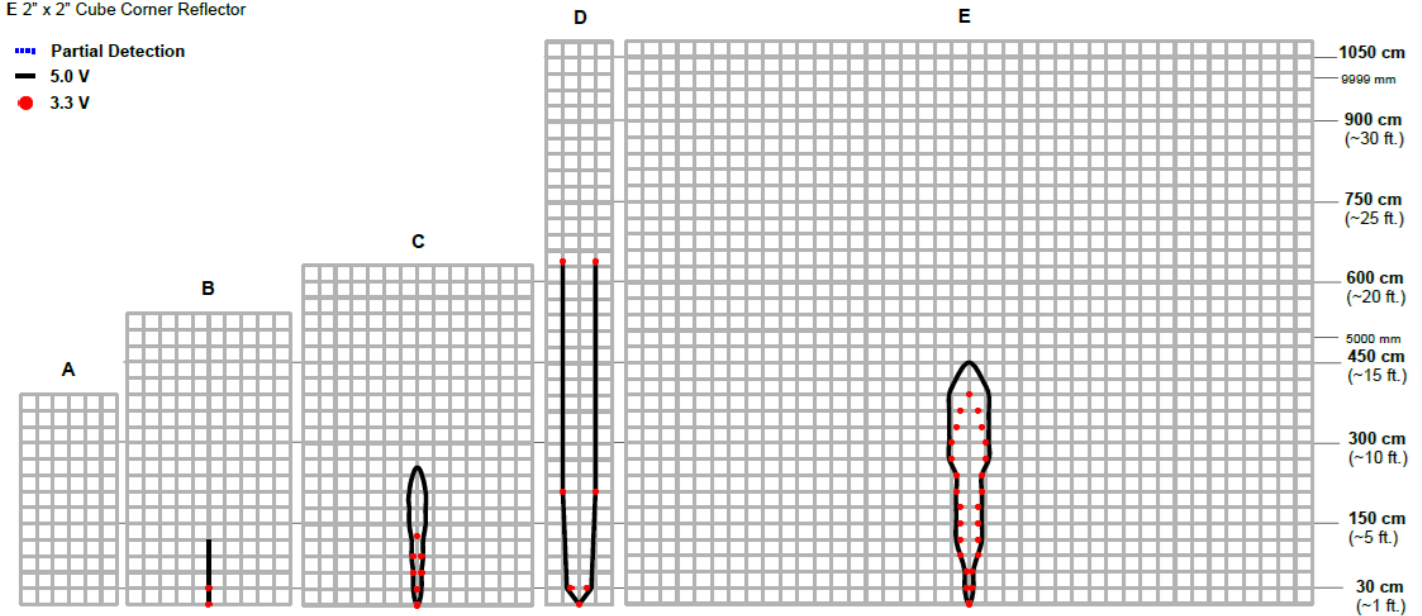 E 2" x 2" Cube Corner Reflector
Partial Detection
5.0 V
3.3 V
A
B
C
D
E
1050 cm
9999 mm
900 cm
(~30 ft.)
750 cm
(~25 ft.)
600 cm
(~20 ft.)
5000 mm
450 cm
(~15 ft.)
300 cm
(~10 ft.)
150 cm
(~5 ft.)
30 cm
(~1 ft.)